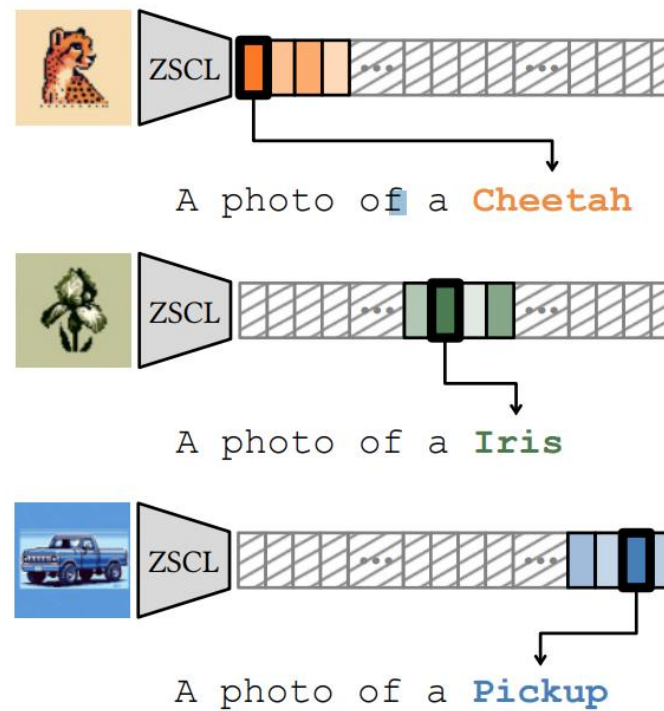 ZSCL
A photo of a Cheetah
ZSCL
A photo of a Iris
ZSCL
A photo of a Pickup